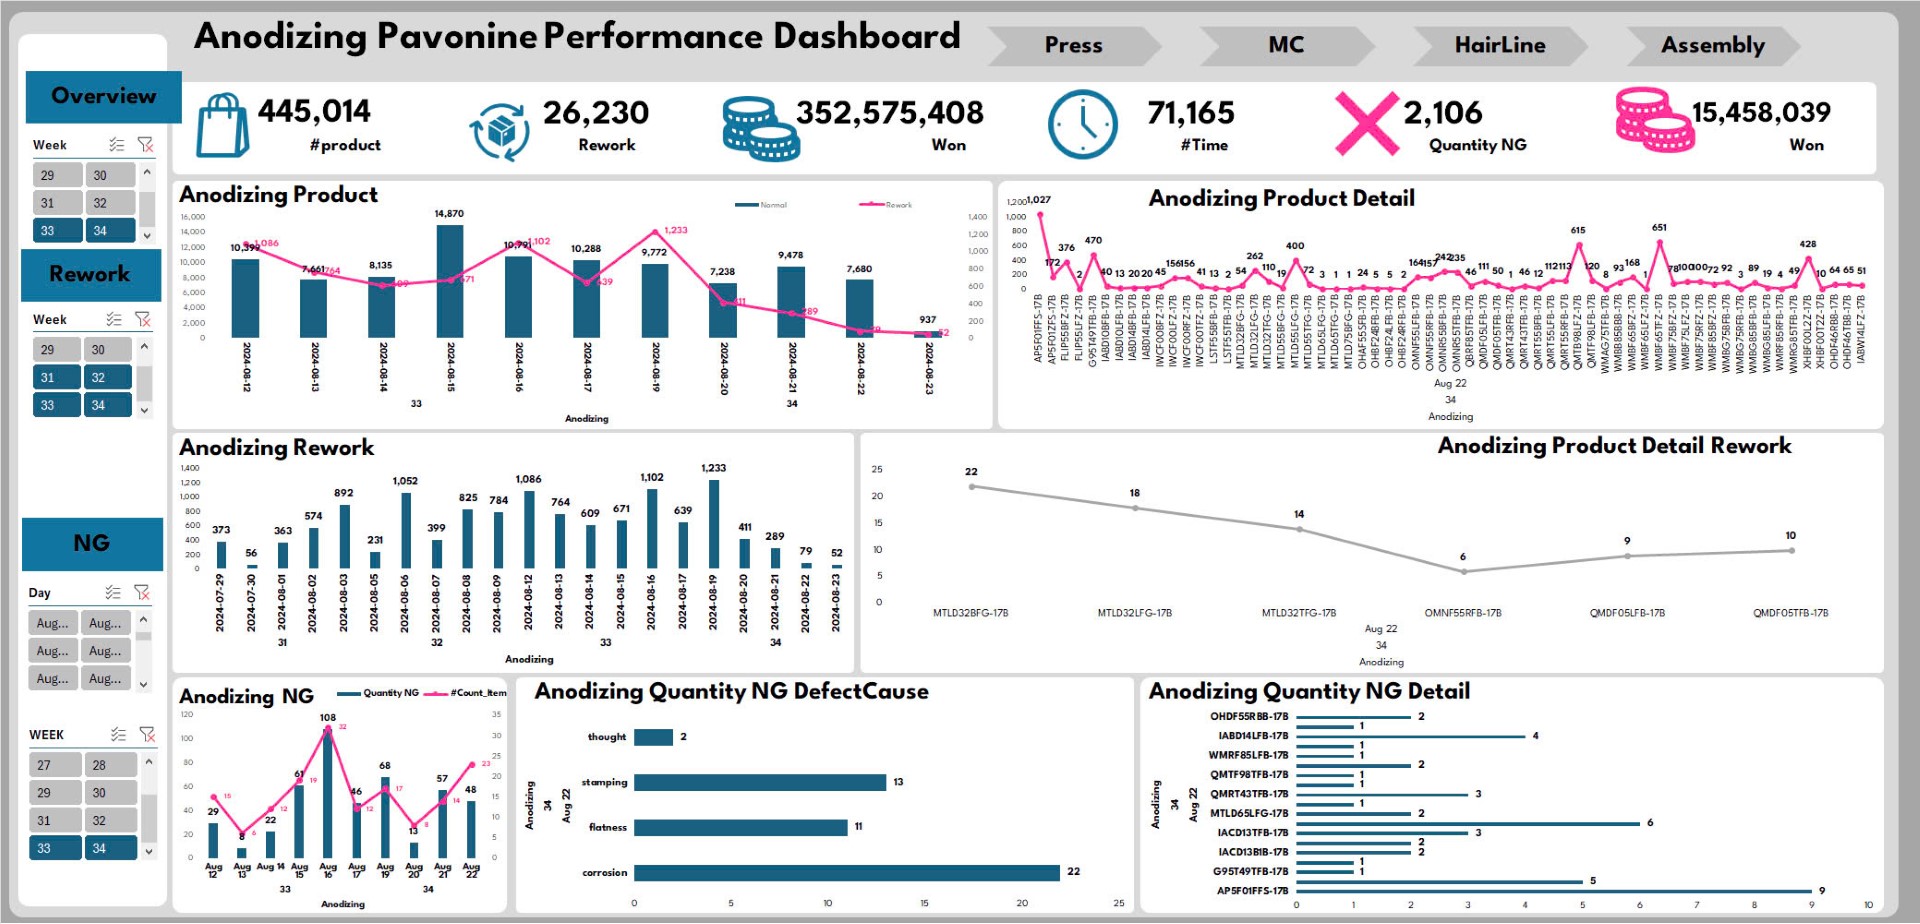 Anodizing Pavonine Performance Dashboard
Press
MC
HairLine
Assembly
Overview
445,014
#product
26,230
Rework
352,575,408
Won
71,165
#Time
2,106
Quantity NG
15,458,039
Won
Week
29 30
31 32
33 34
Rework
Week
29 30
31 32
33 34
NG
Day
Aug... Aug...
Aug... Aug...
Aug... Aug...
WEEK
27 28
29 30
31 32
33 34
Anodizing Product
Normal
Rework
16,000
14,000
12,000
10,000
8,000
6,000
4,000
2,000
0
1,400
1,200
1,000
800
600
400
200
0
10,399 7,661 8,135 14,870 10,791 10,288 9,772 7,238 9,478 7,680 937
1,086 764 609 671 1,102 639 1,233 411 289 79 52
2024-08-12 2024-08-13 2024-08-14 2024-08-15 2024-08-16 2024-08-17 2024-08-19 2024-08-20 2024-08-21 2024-08-22 2024-08-23
33 34
Anodizing
Anodizing Product Detail
1,200
1,000
800
600
400
200
0
1,027 172 376 2 470 40 13 20 20 45 156 156 41 13 2 54 262 110 19 400 72 3 1 1 24 5 5 2 164 157 242 235 46 111 50 1 46 12 112 113 615 120 8 93 168 1 651 78 100 100 72 92 3 89 19 4 49 428 10 64 65 51
Aug 22
34
Anodizing
Anodizing Rework
1,400
1,200
1,000
800
600
400
200
0
373 56 363 574 892 231 1,052 399 825 784 1,086 764 609 671 1,102 639 1,233 411 289 79 52
2024-07-29 2024-07-30 2024-08-01 2024-08-02 2024-08-03 2024-08-05 2024-08-06 2024-08-07 2024-08-08 2024-08-09 2024-08-12 2024-08-13 2024-08-14 2024-08-15 2024-08-16 2024-08-17 2024-08-19 2024-08-20 2024-08-21 2024-08-22 2024-08-23
31 32 33 34
Anodizing
Anodizing Product Detail Rework
25
20
15
10
5
0
22 18 14 6 9 10
MTLD32BFG-17B MTLD32LFG-17B MTLD32TFG-17B OMNF55RFB-17B QMDF05LFB-17B QMDF05TFB-17B
Aug 22
34
Anodizing
Anodizing NG
Quantity NG
#Count_Item
120
100
80
60
40
20
0
35
30
25
20
15
10
5
0
29 8 22 61 108 46 68 13 57 48
15 6 12 19 32 12 17 8 14 23
Aug 12 Aug 13 Aug 14 Aug 15 Aug 16 Aug 17 Aug 19 Aug 20 Aug 21 Aug 22
33 34
Anodizing
Anodizing Quantity NG DefectCause
thought 2
stamping 13
flatness 11
corrosion 22
0 5 10 15 20 25
Anodizing
34
Aug 22
Anodizing Quantity NG Detail
OHDF55RBB-17B 2
1
IABD14LFB-17B 4
1
WMRF85LFB-17B 1
2
QMTF98TFB-17B 1
1
QMRT43TFB-17B 3
1
MTLD65LFG-17B 2
6
IACD13TFB-17B 3
2
IACD13BIB-17B 2
1
G95T49TFB-17B 1
5
AP5F01FFS-17B 9
0 1 2 3 4 5 6 7 8 9 10
Anodizing
34
Aug 22